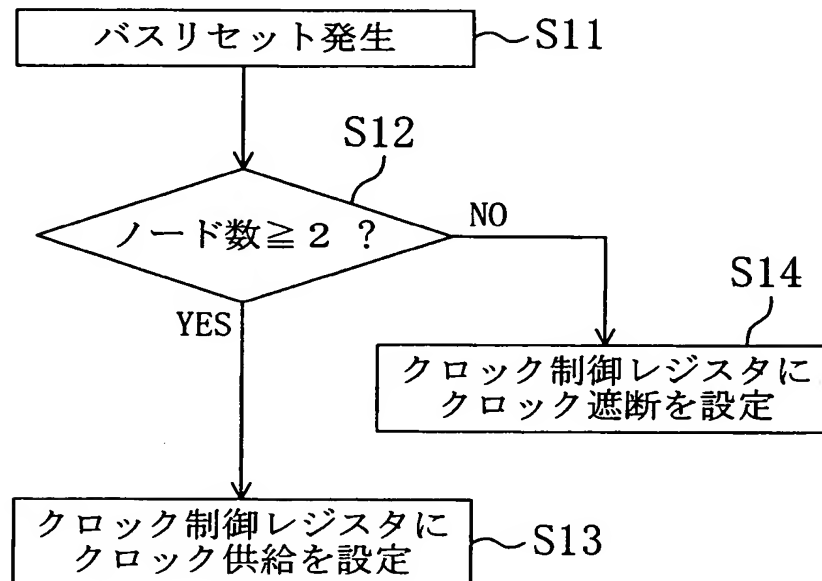 バスリセット発生
S11
S12
ノード数≧2 ?
NO
YES
S14
クロック制御レジスタに
クロック遮断を設定
クロック制御レジスタに
クロック供給を設定
S13